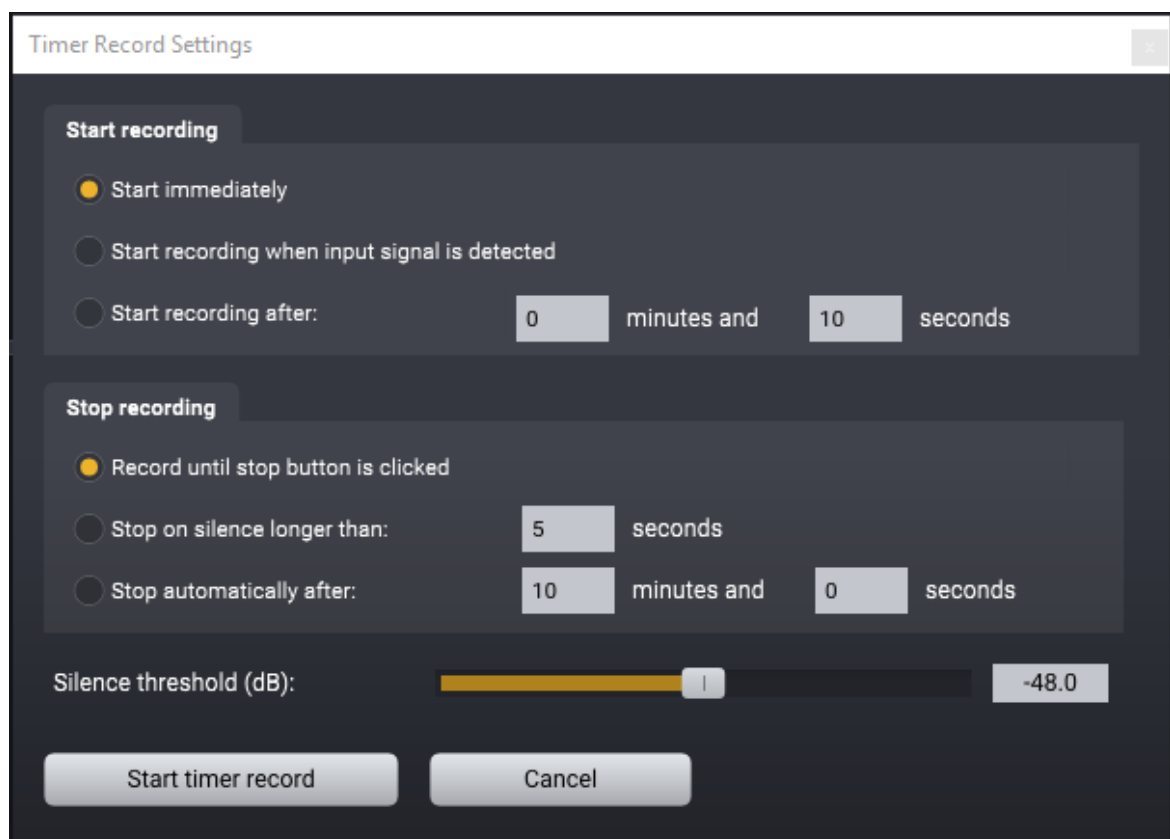 Timer Record Settings
x
Start recording
Start immediately
Start recording when input signal is detected
Start recording after: 0 minutes and 10 seconds
Stop recording
Record until stop button is clicked
Stop on silence longer than: 5 seconds
Stop automatically after: 10 minutes and 0 seconds
Silence threshold (dB): -48.0
Start timer record Cancel